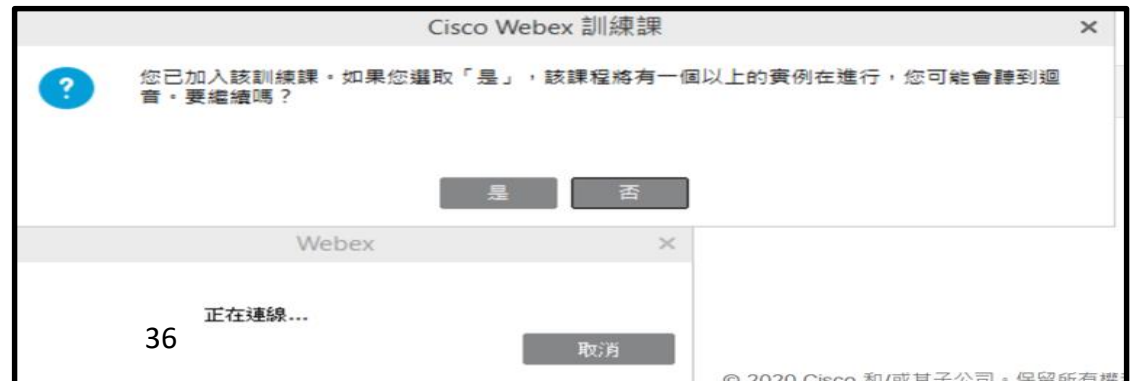 Cisco Webex 訓練課
您已加入該訓練課。如果您選取「是」，該課程將有一個以上的實例在進行，您可能會聽到迴
音。要繼續嗎？
是 否
Webex
正在連線...
36
取消
© 2020 Cisco 和/或其子公司。保留所有權